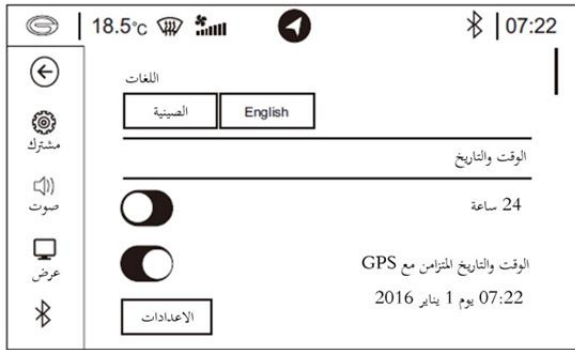 18.5°C
07:22
اللغات
الصينية English
مشترك
الوقت والتاريخ
صوت
24 ساعة
عرض
الوقت والتاريخ المتزامن مع GPS
07:22 يوم 1 يناير 2016
الاعدادات